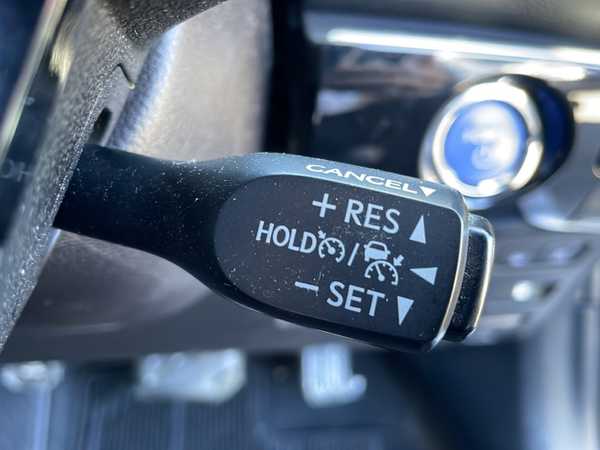 CANCEL
+ RES
HOLD /
- SET